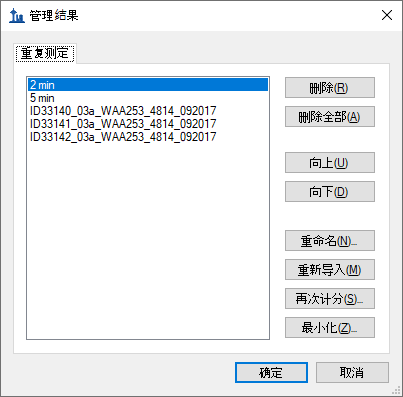 管理结果
重复测定
2 min
5 min
ID33140_03a_WAA253_4814_092017
ID33141_03a_WAA253_4814_092017
ID33142_03a_WAA253_4814_092017
删除(R)
删除全部(A)
向上(U)
向下(D)
重命名(N)...
重新导入(M)
再次计分(S)...
最小化(Z)...
确定
取消